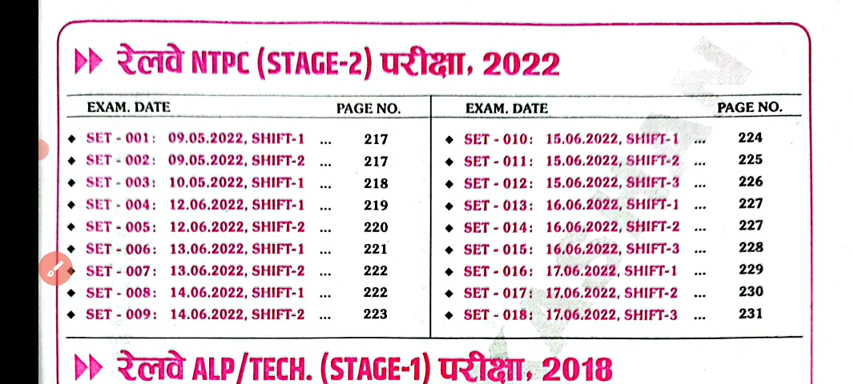 रेलवे NTPC (STAGE-2) परीक्षा, 2022
EXAM. DATE PAGE NO.
SET - 001: 09.05.2022, SHIFT-1 ... 217
SET - 002: 09.05.2022, SHIFT-2 ... 217
SET - 003: 10.05.2022, SHIFT-1 ... 218
SET - 004: 12.06.2022, SHIFT-1 ... 219
SET - 005: 12.06.2022, SHIFT-2 ... 220
SET - 006: 13.06.2022, SHIFT-1 ... 221
SET - 007: 13.06.2022, SHIFT-2 ... 222
SET - 008: 14.06.2022, SHIFT-1 ... 222
SET - 009: 14.06.2022, SHIFT-2 ... 223
EXAM. DATE PAGE NO.
SET - 010: 15.06.2022, SHIFT-1 ... 224
SET - 011: 15.06.2022, SHIFT-2 ... 225
SET - 012: 15.06.2022, SHIFT-3 ... 226
SET - 013: 16.06.2022, SHIFT-1 ... 227
SET - 014: 16.06.2022, SHIFT-2 ... 227
SET - 015: 16.06.2022, SHIFT-3 ... 228
SET - 016: 17.06.2022, SHIFT-1 ... 229
SET - 017: 17.06.2022, SHIFT-2 ... 230
SET - 018: 17.06.2022, SHIFT-3 ... 231
रेलवे ALP/TECH. (STAGE-1) परीक्षा, 2018